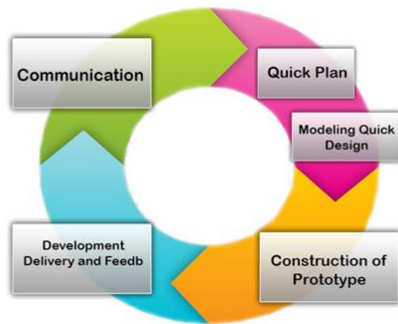 Communication
Quick Plan
Modeling Quick
Design
Construction of
Prototype
Development
Delivery and Feedb